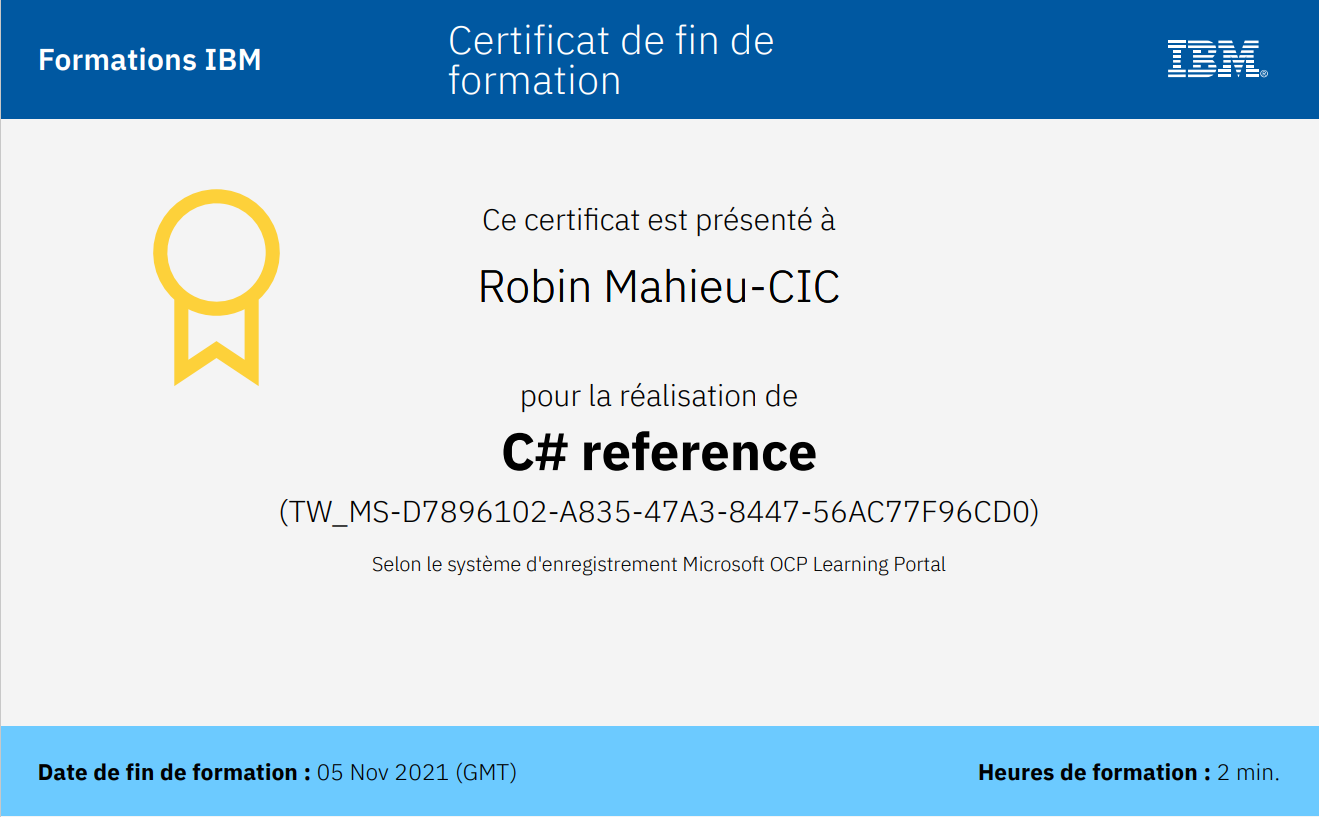 Formations IBM
Certificat de fin de
formation
IBM®
Ce certificat est présenté à
Robin Mahieu-CIC
pour la réalisation de
C# reference
(TW_MS-D7896102-A835-47A3-8447-56AC77F96CD0)
Selon le système d'enregistrement Microsoft OCP Learning Portal
Date de fin de formation : 05 Nov 2021 (GMT)
Heures de formation : 2 min.